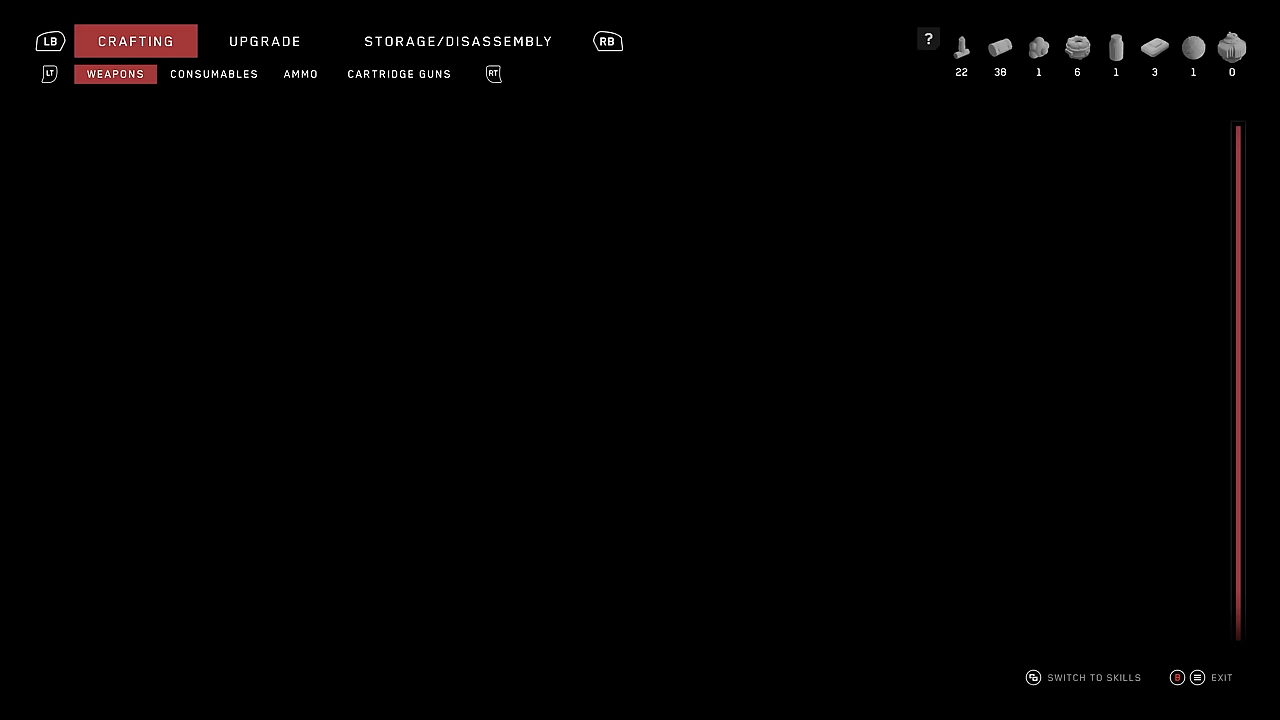 LB CRAFTING UPGRADE STORAGE/DISASSEMBLY RB ?
LT WEAPONS CONSUMABLES AMMO CARTRIDGE GUNS RT
22 38 1 6 1 3 1 0
SWITCH TO SKILLS B EXIT